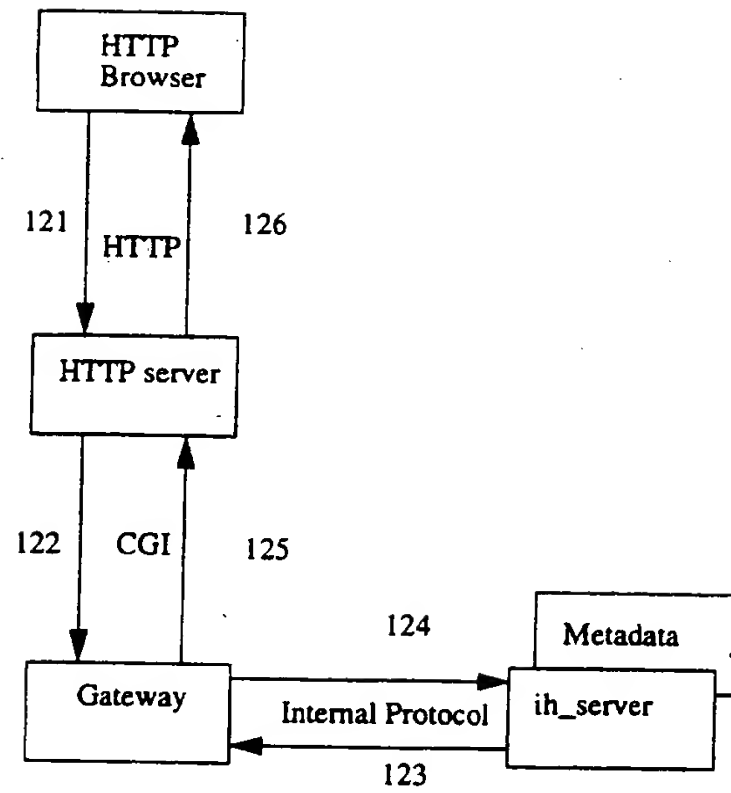 HTTP
Browser
121
HTTP
126
HTTP server
122
CGI
125
124
Metadata
Gateway
Internal Protocol
ih_server
123